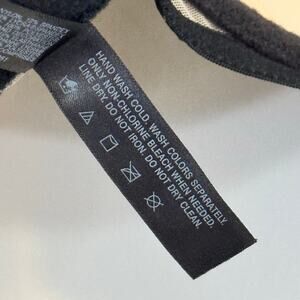 HAND WASH COLD. WASH COLORS SEPARATELY.
ONLY NON-CHLORINE BLEACH WHEN NEEDED.
LINE DRY. DO NOT IRON. DO NOT DRY CLEAN.